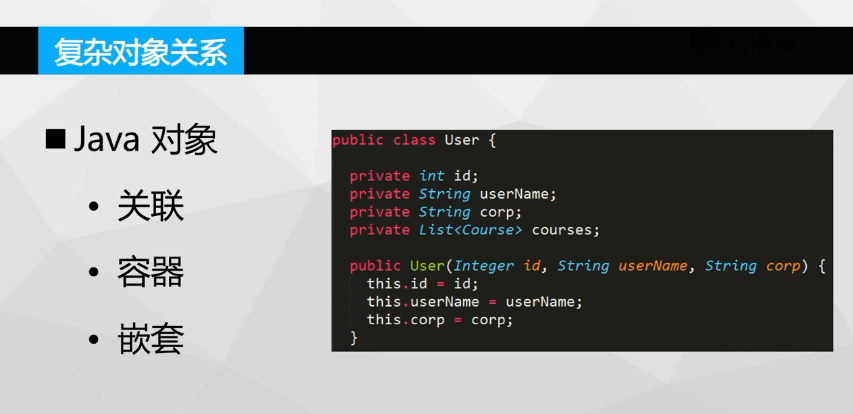 复杂对象关系
■Java 对象
• 关联
• 容器
• 嵌套
public class User {
private int id;
private String userName;
private String corp;
private List<Course> courses;
public User(Integer id, String userName, String corp) {
this.id = id;
this.userName = userName;
this.corp = corp;
}